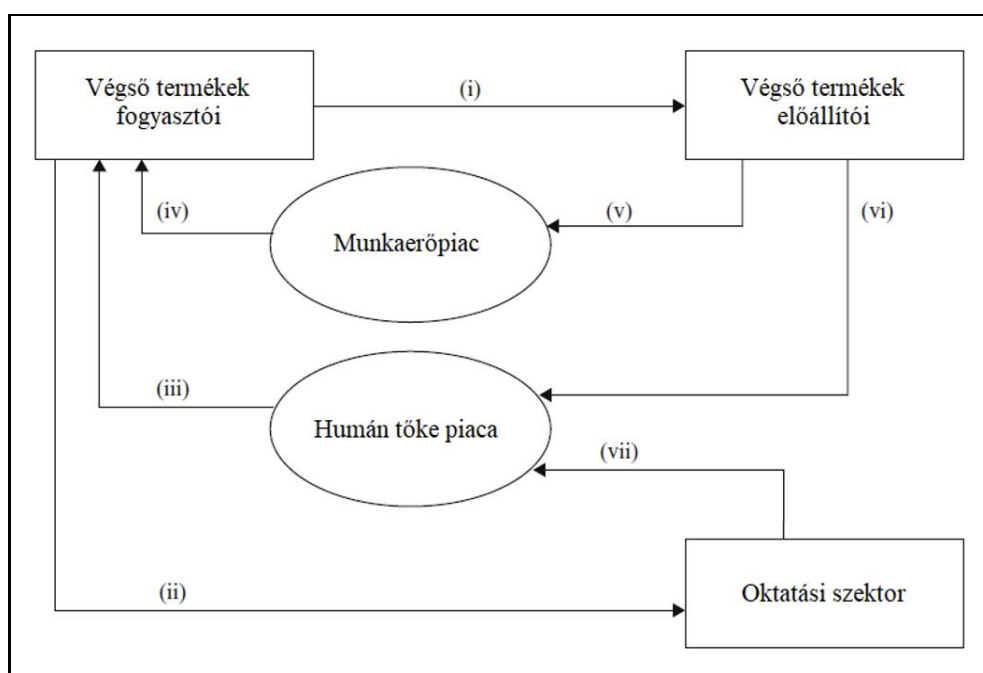 Végső termékek
fogyasztói
(i)
Végső termékek
előállítói
(iv)
(v)
(vi)
Munkaerőpiac
(iii)
Humán tőke piaca
(vii)
(ii)
Oktatási szektor